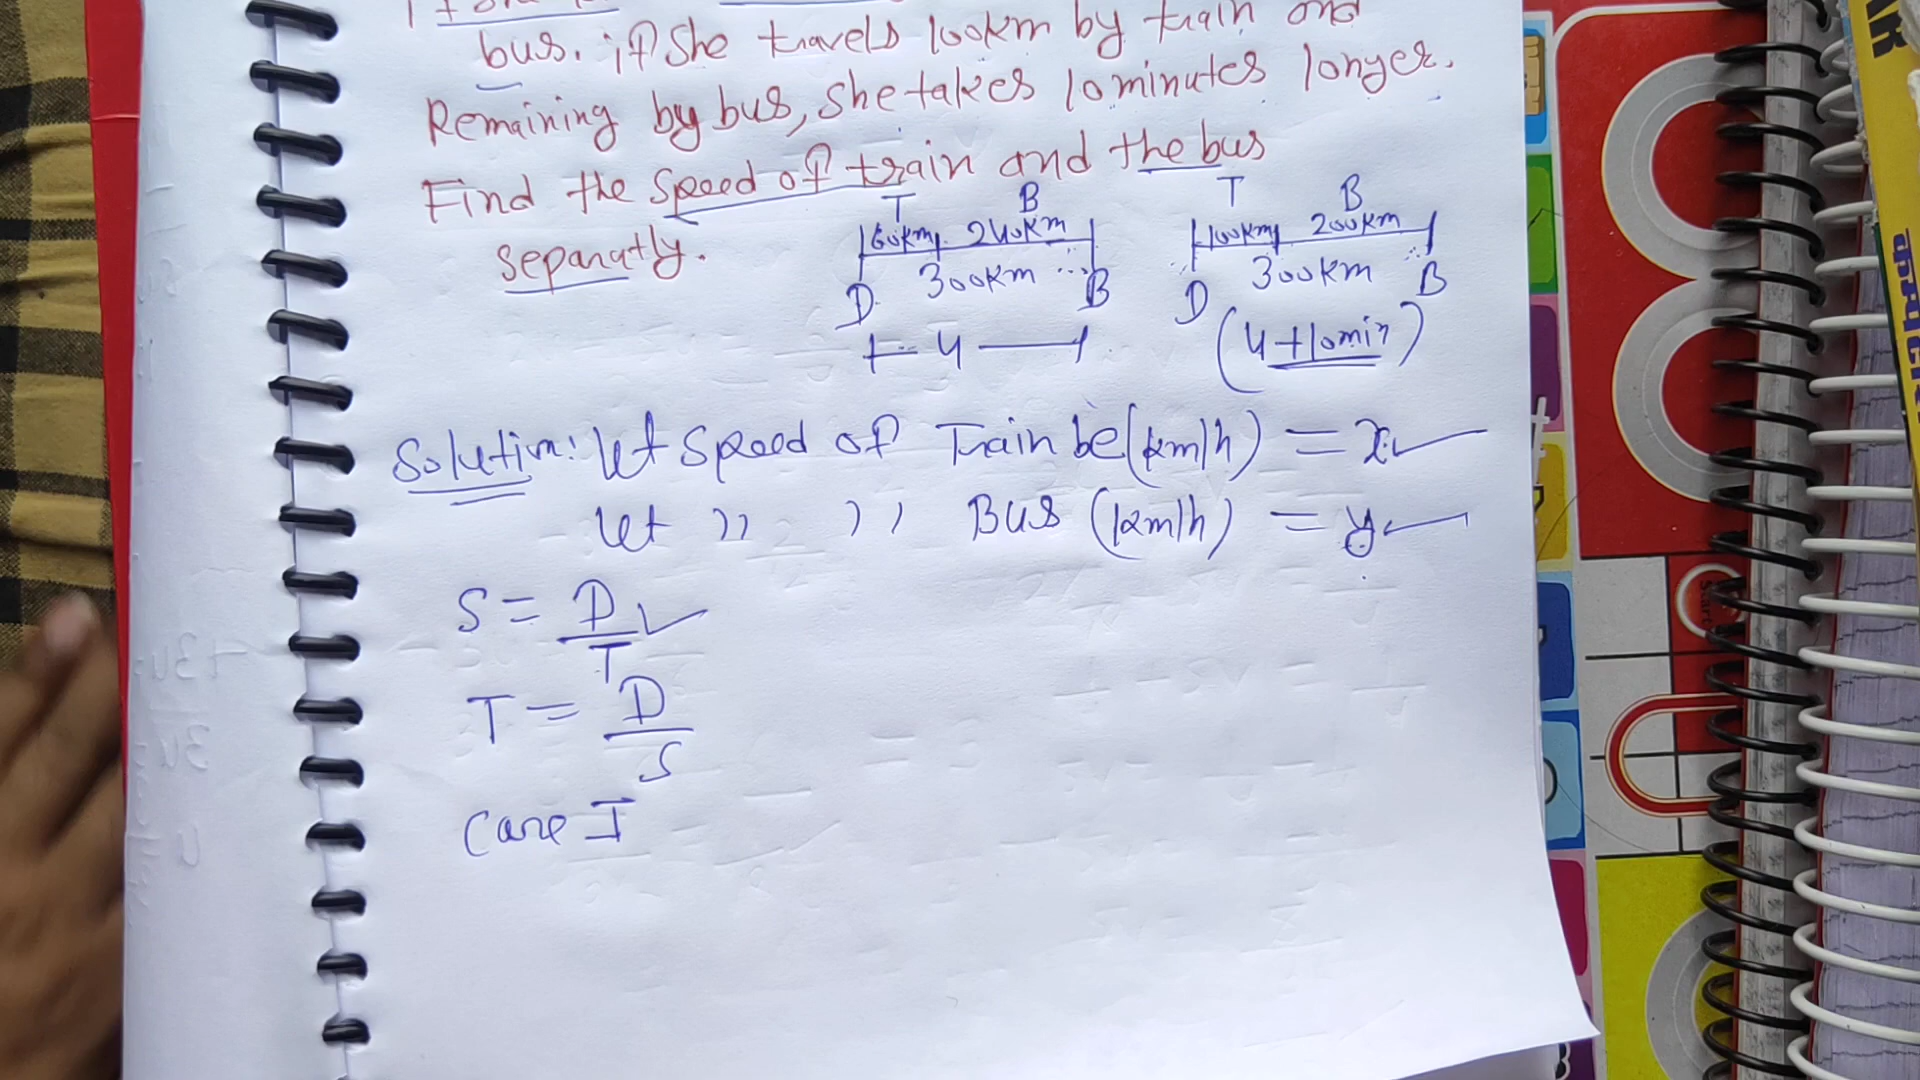 bus. if She travels 100km by train and
Remaining by bus, she takes 10 minutes longer.
Find the speed of train and the bus
separatly.
T B T B
60km 240km 100km 200km
300km 300km
D B D B
4 (4+10min)
Solution: let Speed of Train be (km/h) = x
let " " Bus (km/h) = y
S = D/T
T = D/S
Case I